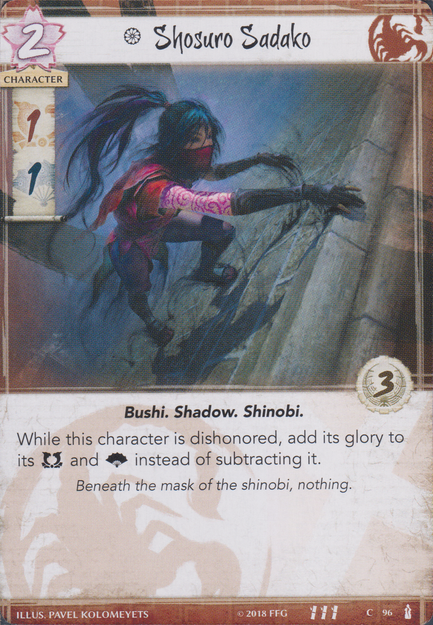 2
Shosuro Sadako
CHARACTER
1
1
3
Bushi. Shadow. Shinobi.
While this character is dishonored, add its glory to
its and instead of subtracting it.
Beneath the mask of the shinobi, nothing.
ILLUS. PAVEL KOLOMEYETS © 2018 FFG C 96